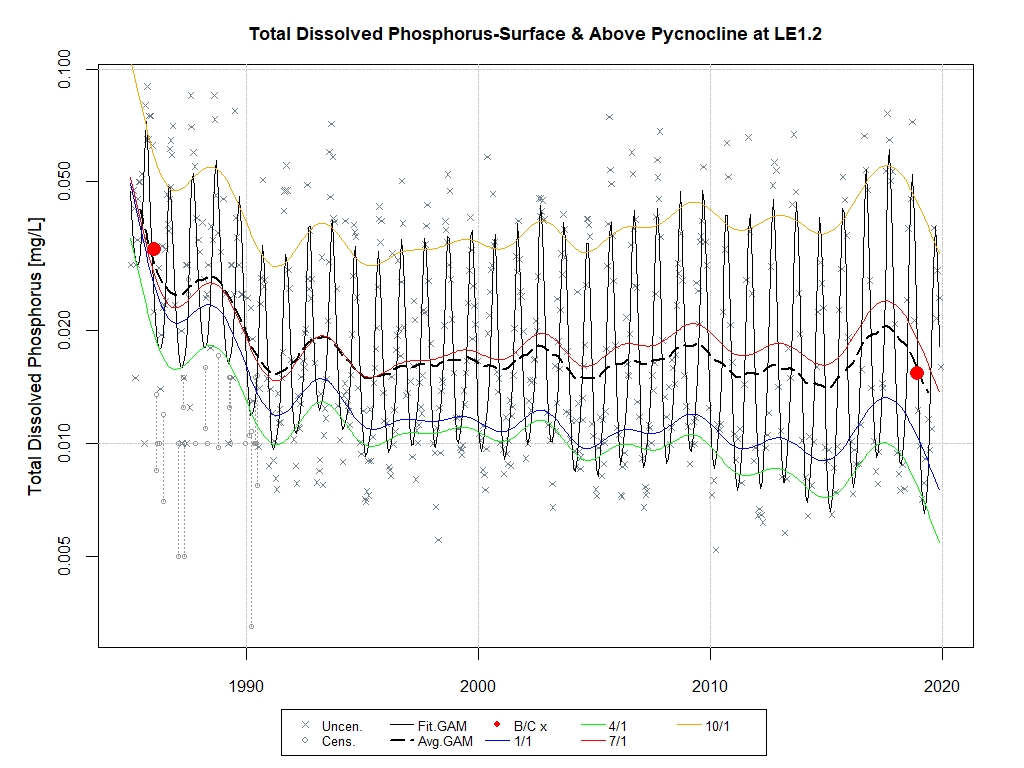 Total Dissolved Phosphorus-Surface & Above Pycnocline at LE1.2
Total Dissolved Phosphorus [mg/L]
0.100
0.050
0.020
0.010
0.005
1990 2000 2010 2020
Uncen. Fit.GAM B/C x 4/1 10/1
Cens. Avg.GAM 1/1 7/1